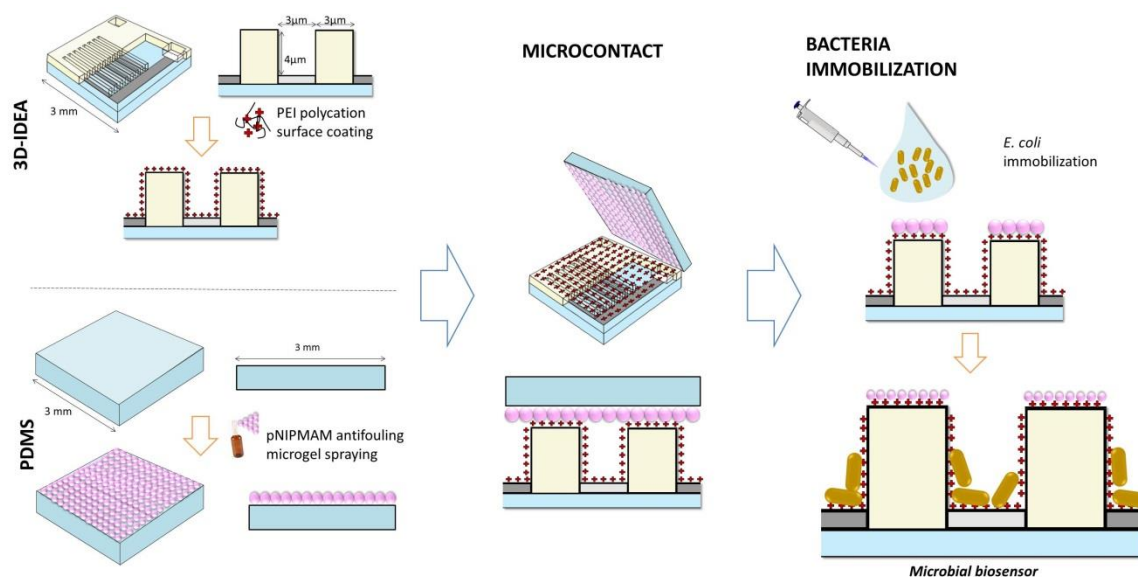 3D-IDEA
3 mm
3μm
3μm
4μm
PEI polycation
surface coating
PDMS
3 mm
3 mm
pNIPMAM antifouling
microgel spraying
MICROCONTACT
BACTERIA
IMMOBILIZATION
E. coli
immobilization
Microbial biosensor